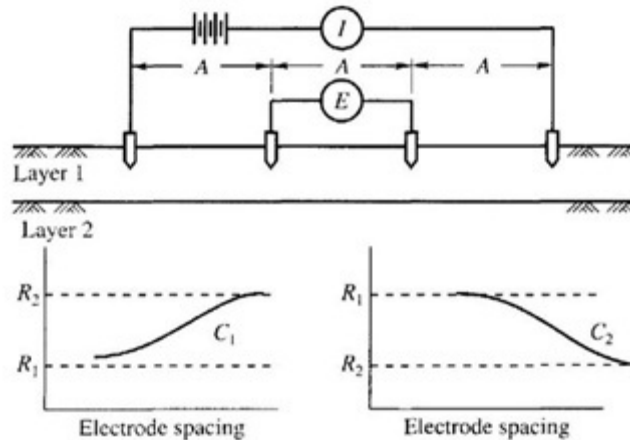 I
A A A
E
Layer 1
Layer 2
R2 R1
C1 C2
R1 R2
Electrode spacing Electrode spacing